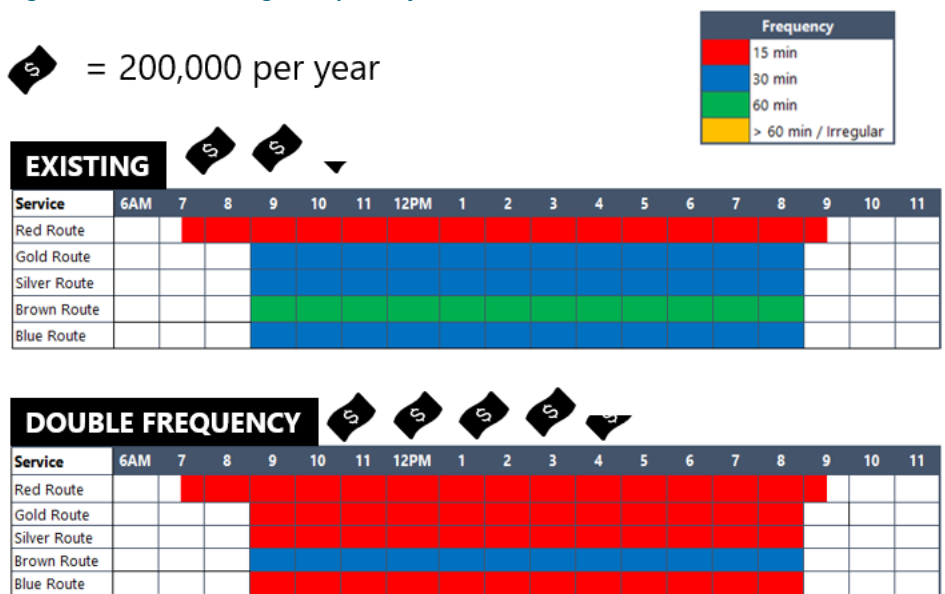 Frequency
15 min
30 min
60 min
> 60 min / Irregular
$ = 200,000 per year
EXISTING $ $
Service 6AM 7 8 9 10 11 12PM 1 2 3 4 5 6 7 8 9 10 11
Red Route
Gold Route
Silver Route
Brown Route
Blue Route
DOUBLE FREQUENCY $ $ $ $ $
Service 6AM 7 8 9 10 11 12PM 1 2 3 4 5 6 7 8 9 10 11
Red Route
Gold Route
Silver Route
Brown Route
Blue Route